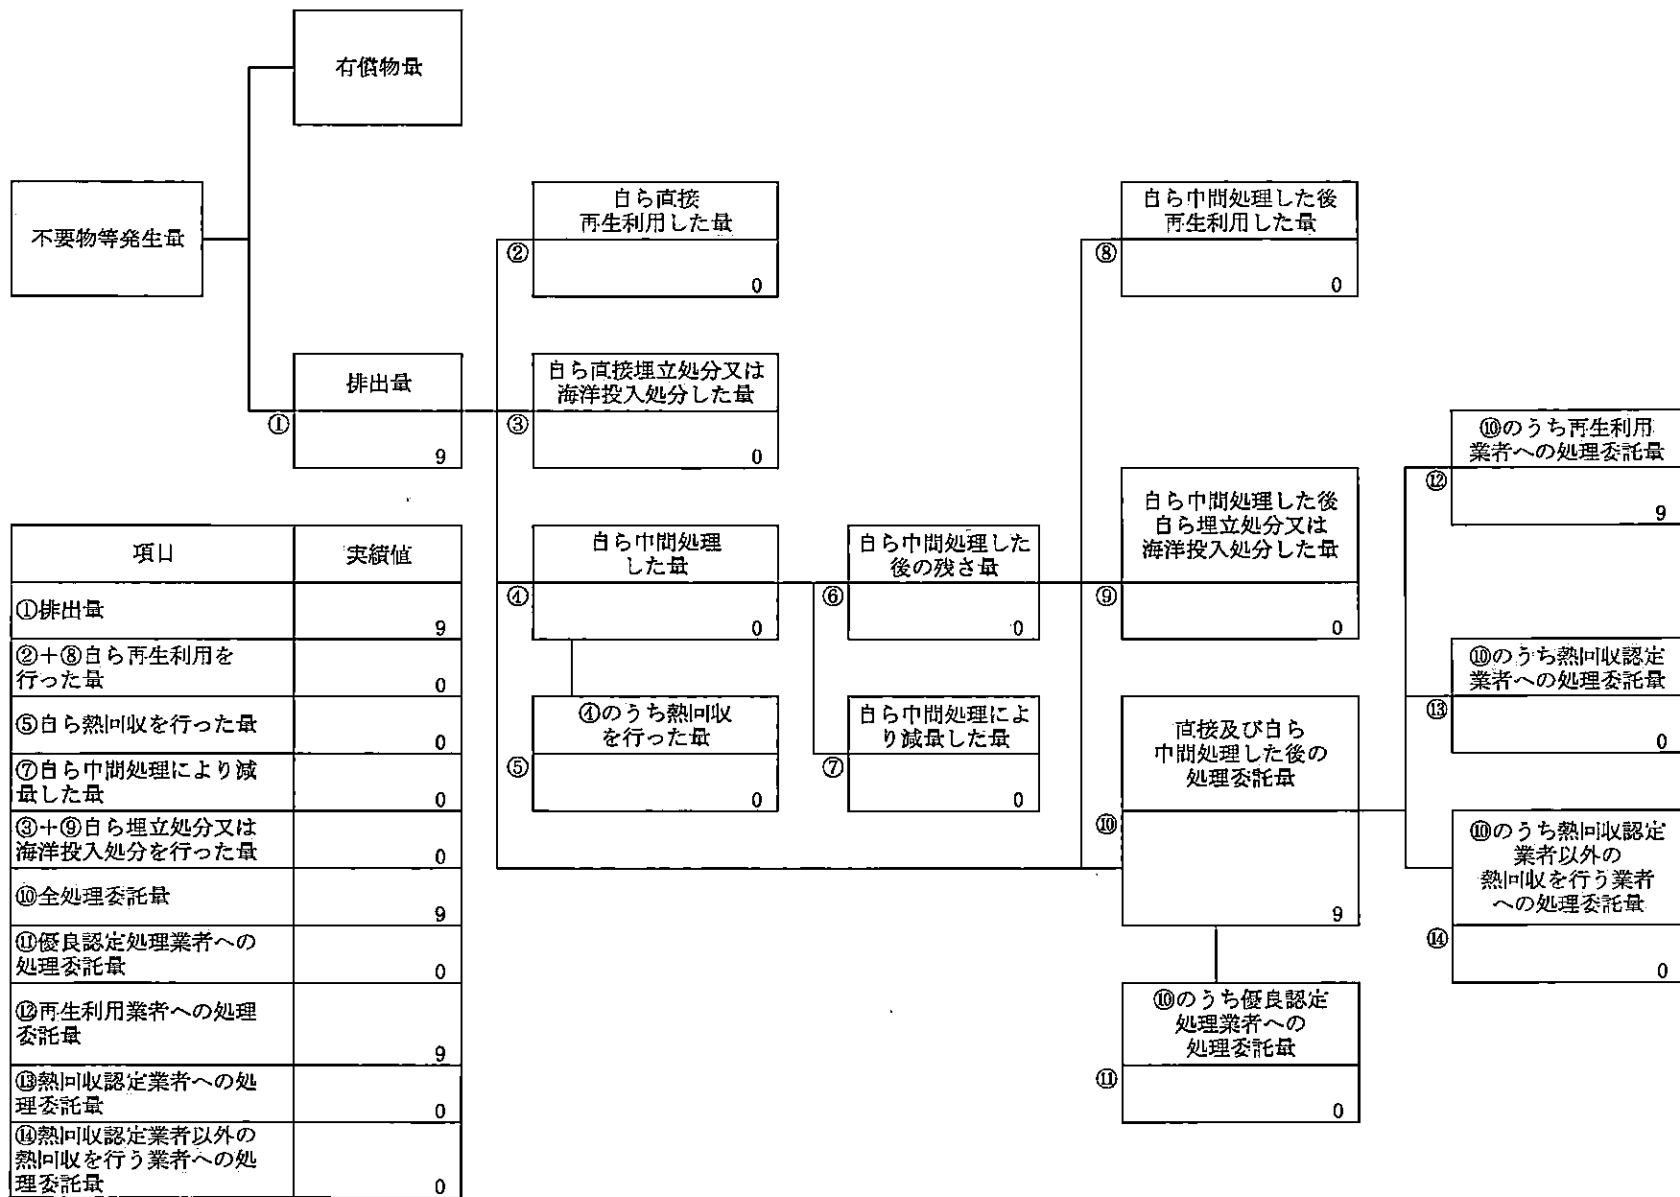 有償物量
不要物等発生量
自ら直接
再生利用した量
②
0
自ら中間処理した後
再生利用した量
⑧
0
排出量
①
9
自ら直接埋立処分又は
海洋投入処分した量
③
0
⑩のうち再生利用
業者への処理委託量
⑫
9
自ら中間処理
した量
④
0
自ら中間処理した
後の残さ量
⑥
0
自ら中間処理した後
自ら埋立処分又は
海洋投入処分した量
⑨
0
⑩のうち熱回収認定
業者への処理委託量
⑬
0
④のうち熱回収
を行った量
⑤
0
自ら中間処理によ
り減量した量
⑦
0
直接及び自ら
中間処理した後の
処理委託量
⑩
9
⑩のうち熱回収認定
業者以外の
熱回収を行う業者
への処理委託量
⑭
0
⑩のうち優良認定
処理業者への
処理委託量
⑪
0
項目 実績値
①排出量
9
②+⑧自ら再生利用を
行った量 0
⑤自ら熱回収を行った量
0
⑦自ら中間処理により減
量した量 0
③+⑨自ら埋立処分又は
海洋投入処分を行った量 0
⑩全処理委託量
9
⑪優良認定処理業者への
処理委託量 0
⑫再生利用業者への処理
委託量
9
⑬熱回収認定業者への処
理委託量 0
⑭熱回収認定業者以外の
熱回収を行う業者への処
理委託量 0